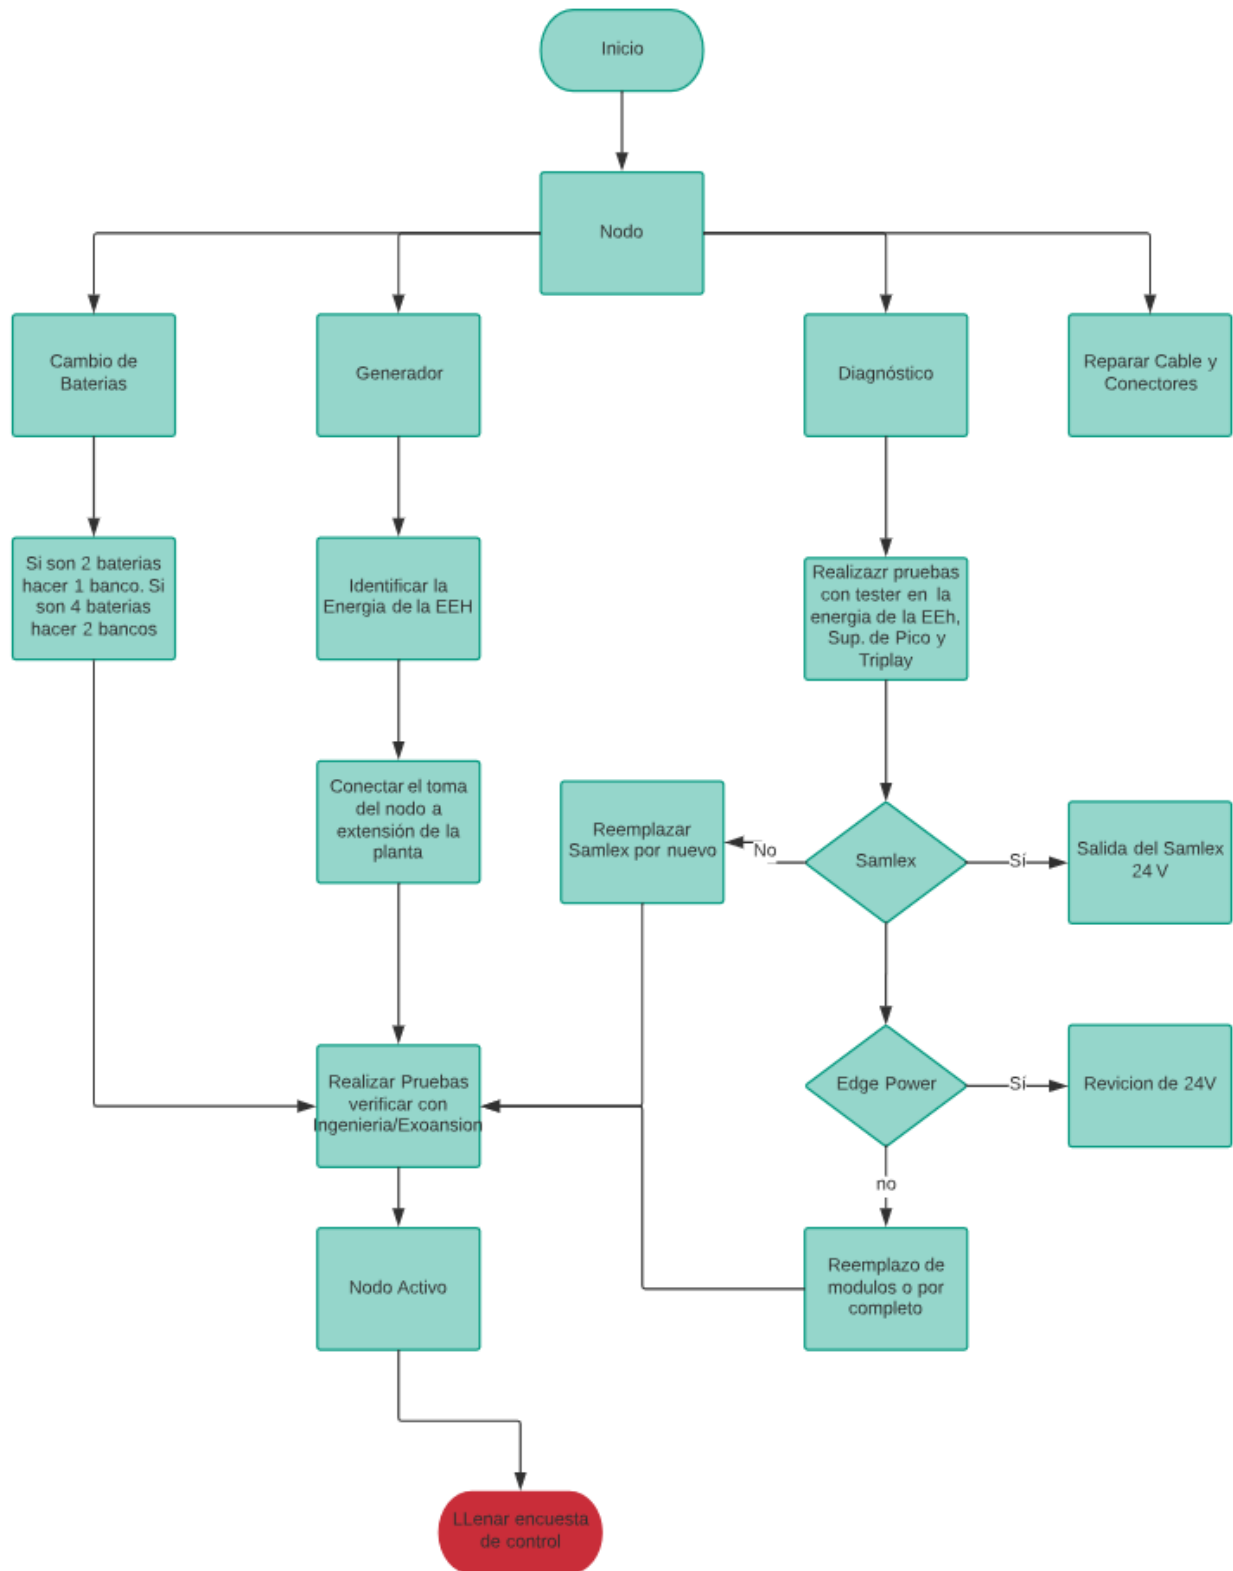 Inicio
Nodo
Cambio de
Baterias
Generador
Diagnóstico
Reparar Cable y
Conectores
Si son 2 baterias
hacer 1 banco. Si
son 4 baterias
hacer 2 bancos
Identificar la
Energia de la EEH
Realizazr pruebas
con tester en la
energia de la EEh,
Sup. de Pico y
Triplay
Conectar el toma
del nodo a
extensión de la
planta
Reemplazar
Samlex por nuevo
No
Samlex
Sí
Salida del Samlex
24 V
Realizar Pruebas
verificar con
Ingenieria/Exoansion
Edge Power
Sí
Revicion de 24V
no
Nodo Activo
Reemplazo de
modulos o por
completo
LLenar encuesta
de control